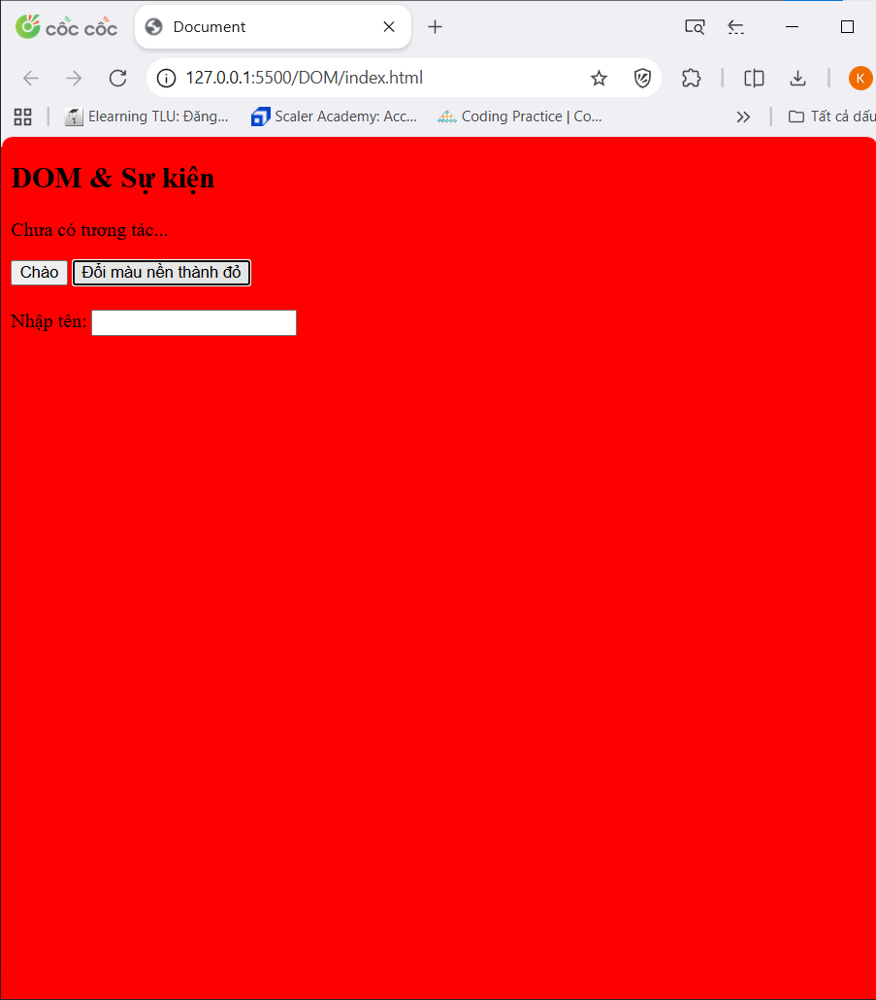 cốc cốc
Document
127.0.0.1:5500/DOM/index.html
K
Elearning TLU: Đăng...
Scaler Academy: Acc...
Coding Practice | Co...
Tất cả dấu
DOM & Sự kiện
Chưa có tương tác...
Chào
Đổi màu nền thành đỏ
Nhập tên: